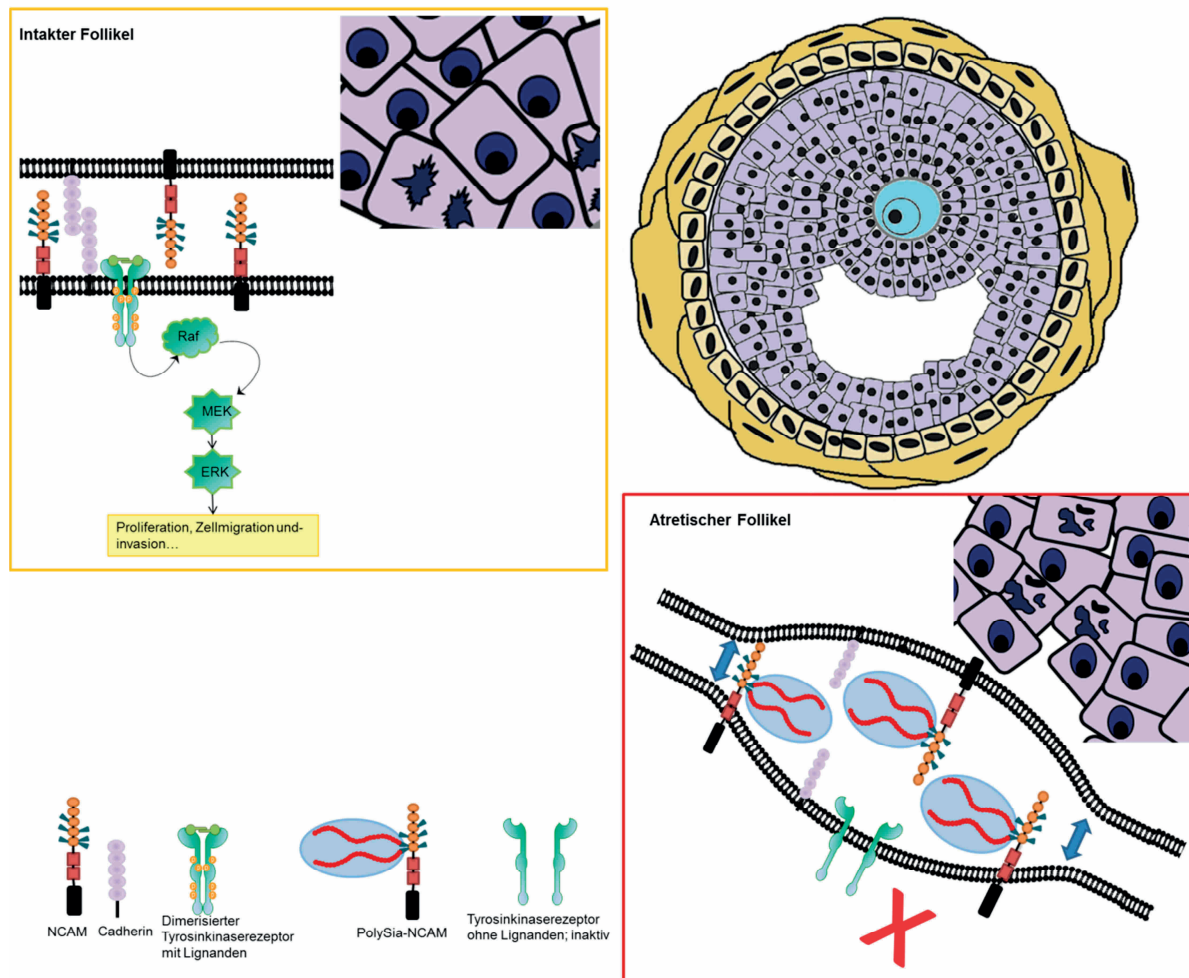 Intakter Follikel
Raf
MEK
ERK
Proliferation, Zellmigration und-
invasion...
Atretischer Follikel
NCAM
Cadherin
Dimerisierter
Tyrosinkinaserezeptor
mit Lignanden
PolySia-NCAM
Tyrosinkinaserezeptor
ohne Lignanden; inaktiv